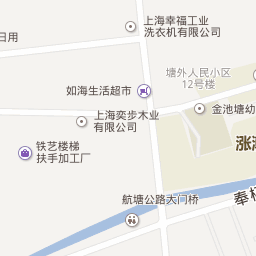 上海幸福工业
洗衣机有限公司
日用
塘外人民小区
12号楼
如海生活超市
金池塘幼
上海奕步木业
有限公司
铁艺楼梯
扶手加工厂
涨
航塘公路大门桥
奉